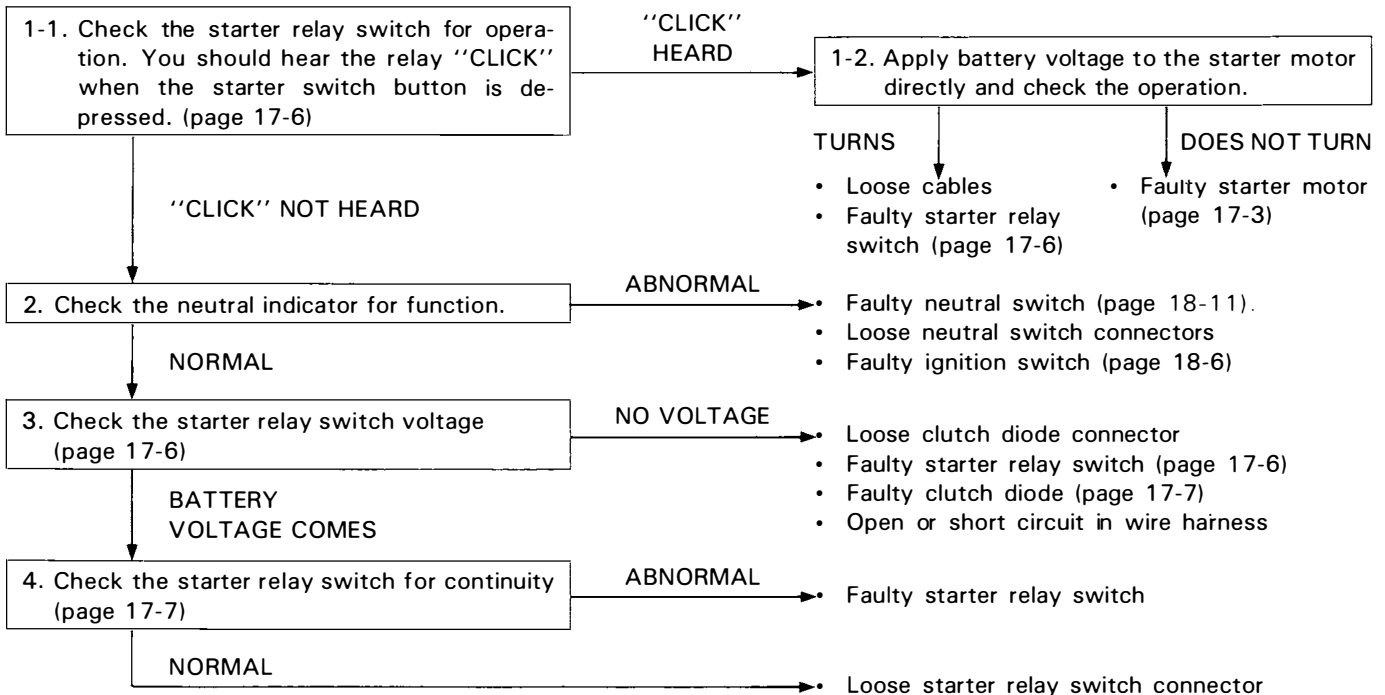 1-1. Check the starter relay switch for opera-
tion. You should hear the relay ''CLICK''
when the starter switch button is de-
pressed. (page 17-6)
''CLICK''
HEARD
1-2. Apply battery voltage to the starter motor
directly and check the operation.
TURNS
• Loose cables
• Faulty starter relay
switch (page 17-6)
DOES NOT TURN
• Faulty starter motor
(page 17-3)
''CLICK'' NOT HEARD
2. Check the neutral indicator for function.
ABNORMAL
• Faulty neutral switch (page 18-11).
• Loose neutral switch connectors
• Faulty ignition switch (page 18-6)
NORMAL
3. Check the starter relay switch voltage
(page 17-6)
NO VOLTAGE
• Loose clutch diode connector
• Faulty starter relay switch (page 17-6)
• Faulty clutch diode (page 17-7)
• Open or short circuit in wire harness
BATTERY
VOLTAGE COMES
4. Check the starter relay switch for continuity
(page 17-7)
ABNORMAL
• Faulty starter relay switch
NORMAL
• Loose starter relay switch connector